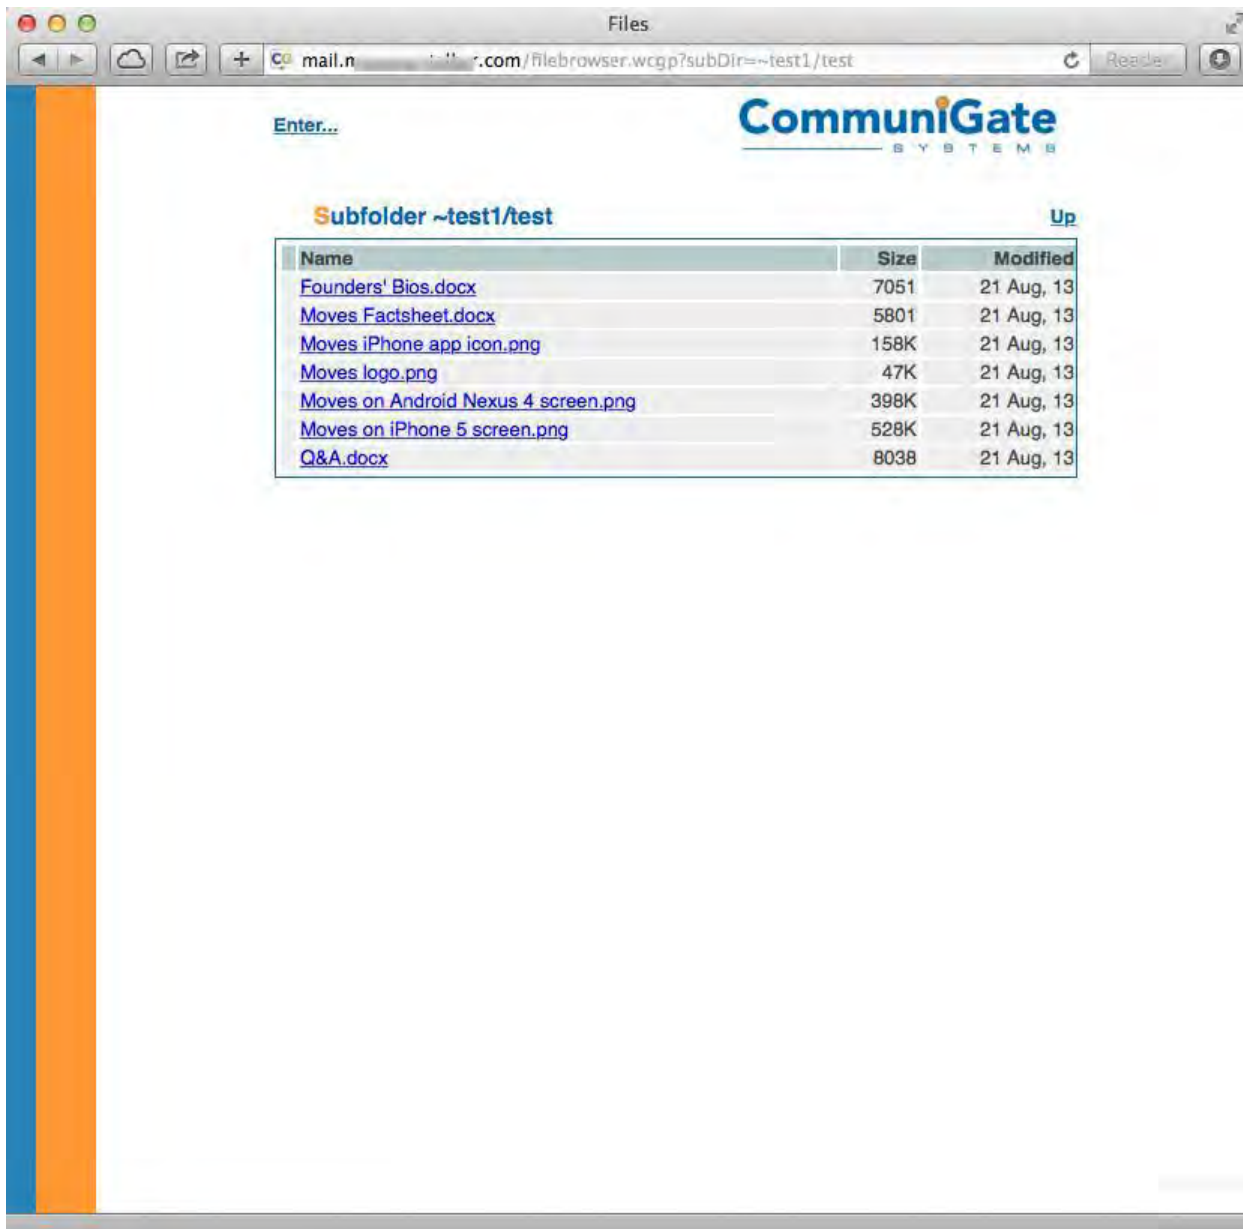 Files
mail.n .com/filebrowser.wcgp?subDir=~test1/test Reader
Enter...
CommuniGate
SYSTEMS
Subfolder ~test1/test Up
Name Size Modified
Founders' Bios.docx 7051 21 Aug, 13
Moves Factsheet.docx 5801 21 Aug, 13
Moves iPhone app icon.png 158K 21 Aug, 13
Moves logo.png 47K 21 Aug, 13
Moves on Android Nexus 4 screen.png 398K 21 Aug, 13
Moves on iPhone 5 screen.png 528K 21 Aug, 13
Q&A.docx 8038 21 Aug, 13